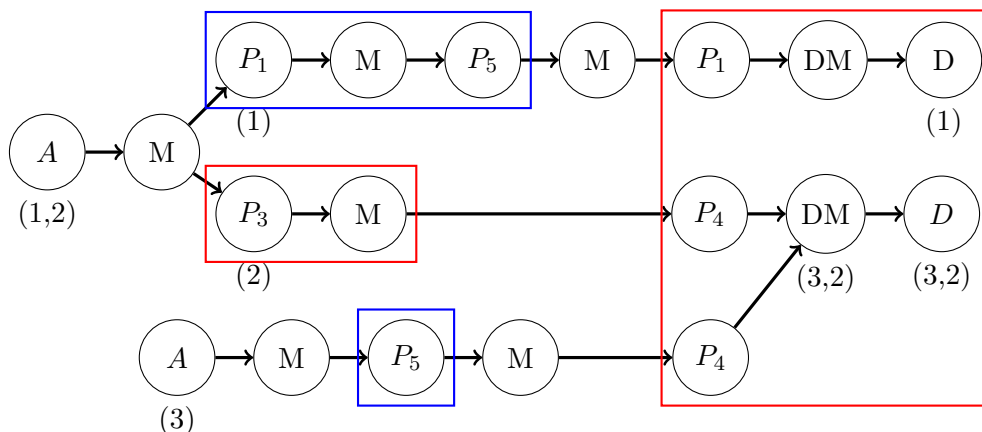 P₁ M P₅ M P₁ DM D
(1) (1)
A M
(1,2)
P₃ M P₄ DM D
(2) (3,2) (3,2)
A M P₅ M P₄
(3)